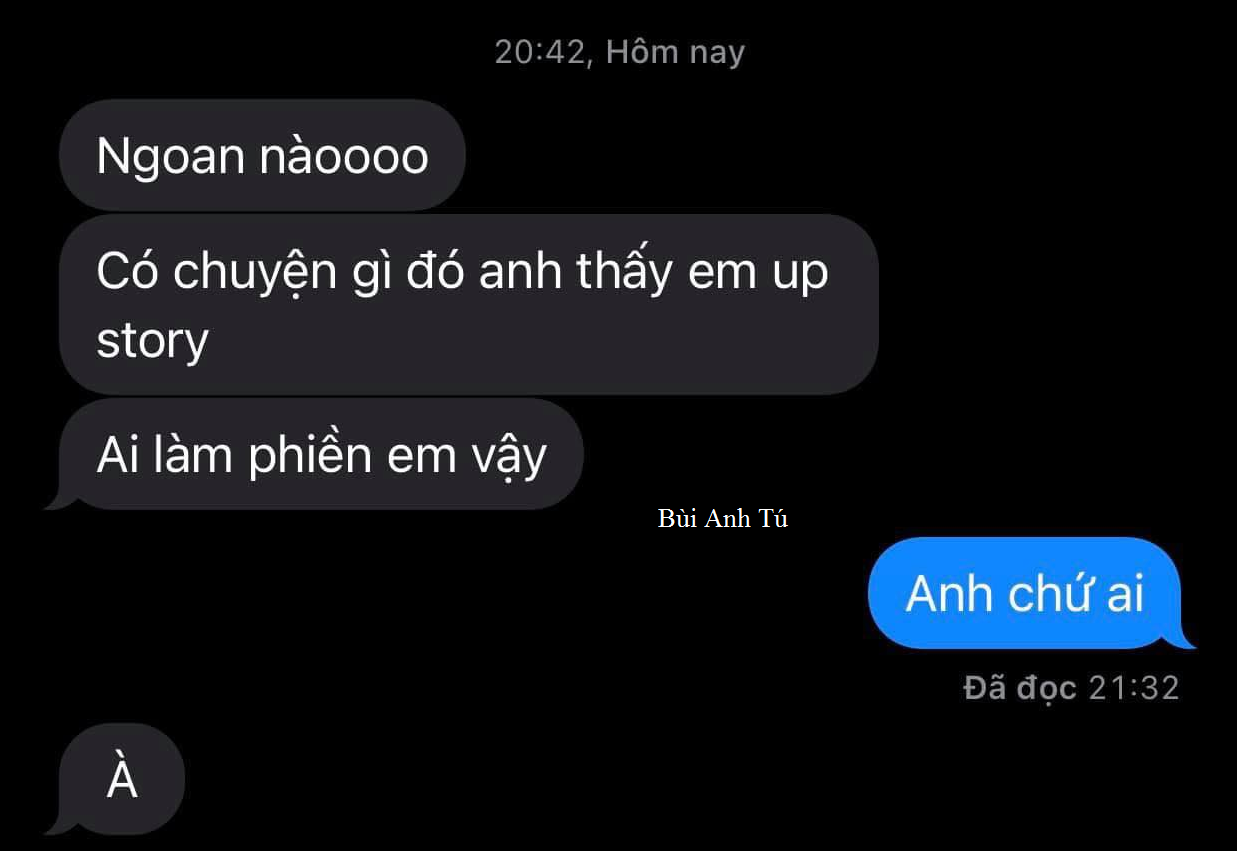 20:42, Hôm nay
Ngoan nàoooo
Có chuyện gì đó anh thấy em up
story
Ai làm phiền em vậy
Bùi Anh Tú
Anh chứ ai
Đã đọc 21:32
À